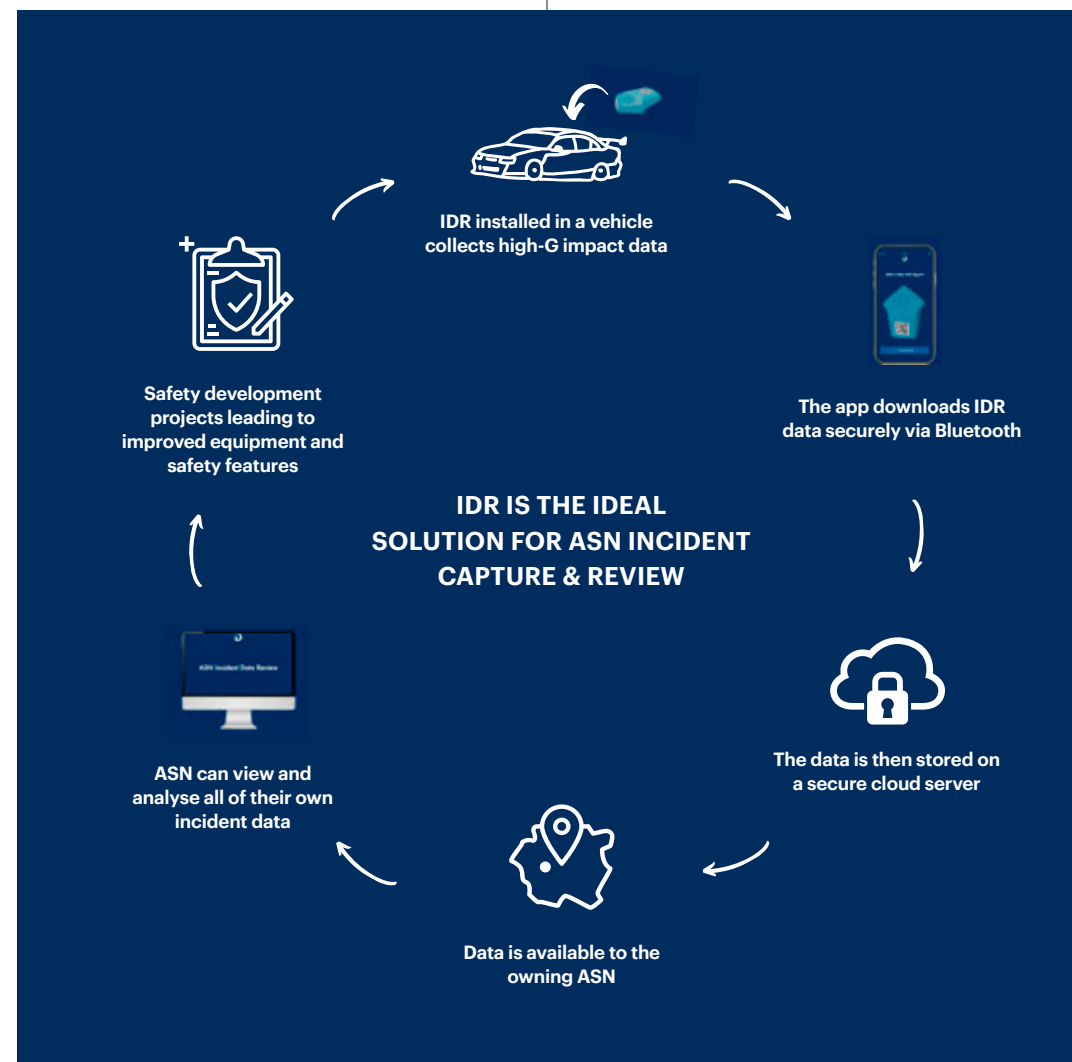 IDR installed in a vehicle
collects high-G impact data
The app downloads IDR
data securely via Bluetooth
The data is then stored on
a secure cloud server
Data is available to the
owning ASN
ASN Incident Data Review
ASN can view and
analyse all of their own
incident data
Safety development
projects leading to
improved equipment and
safety features
IDR IS THE IDEAL
SOLUTION FOR ASN INCIDENT
CAPTURE & REVIEW